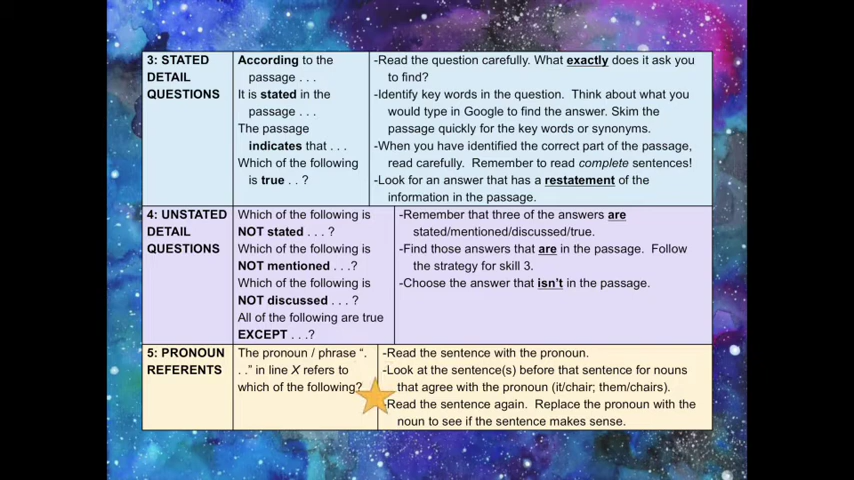 3: STATED
DETAIL
QUESTIONS
According to the
passage . . .
It is stated in the
passage . . .
The passage
indicates that . . .
Which of the following
is true . . ?
-Read the question carefully. What exactly does it ask you
to find?
-Identify key words in the question. Think about what you
would type in Google to find the answer. Skim the
passage quickly for the key words or synonyms.
-When you have identified the correct part of the passage,
read carefully. Remember to read complete sentences!
-Look for an answer that has a restatement of the
information in the passage.
4: UNSTATED
DETAIL
QUESTIONS
Which of the following is
NOT stated . . . ?
Which of the following is
NOT mentioned . . .?
Which of the following is
NOT discussed . . . ?
All of the following are true
EXCEPT . . .?
-Remember that three of the answers are
stated/mentioned/discussed/true.
-Find those answers that are in the passage. Follow
the strategy for skill 3.
-Choose the answer that isn't in the passage.
5: PRONOUN
REFERENTS
The pronoun / phrase ".
. ." in line X refers to
which of the following?
-Read the sentence with the pronoun.
-Look at the sentence(s) before that sentence for nouns
that agree with the pronoun (it/chair; them/chairs).
-Read the sentence again. Replace the pronoun with the
noun to see if the sentence makes sense.